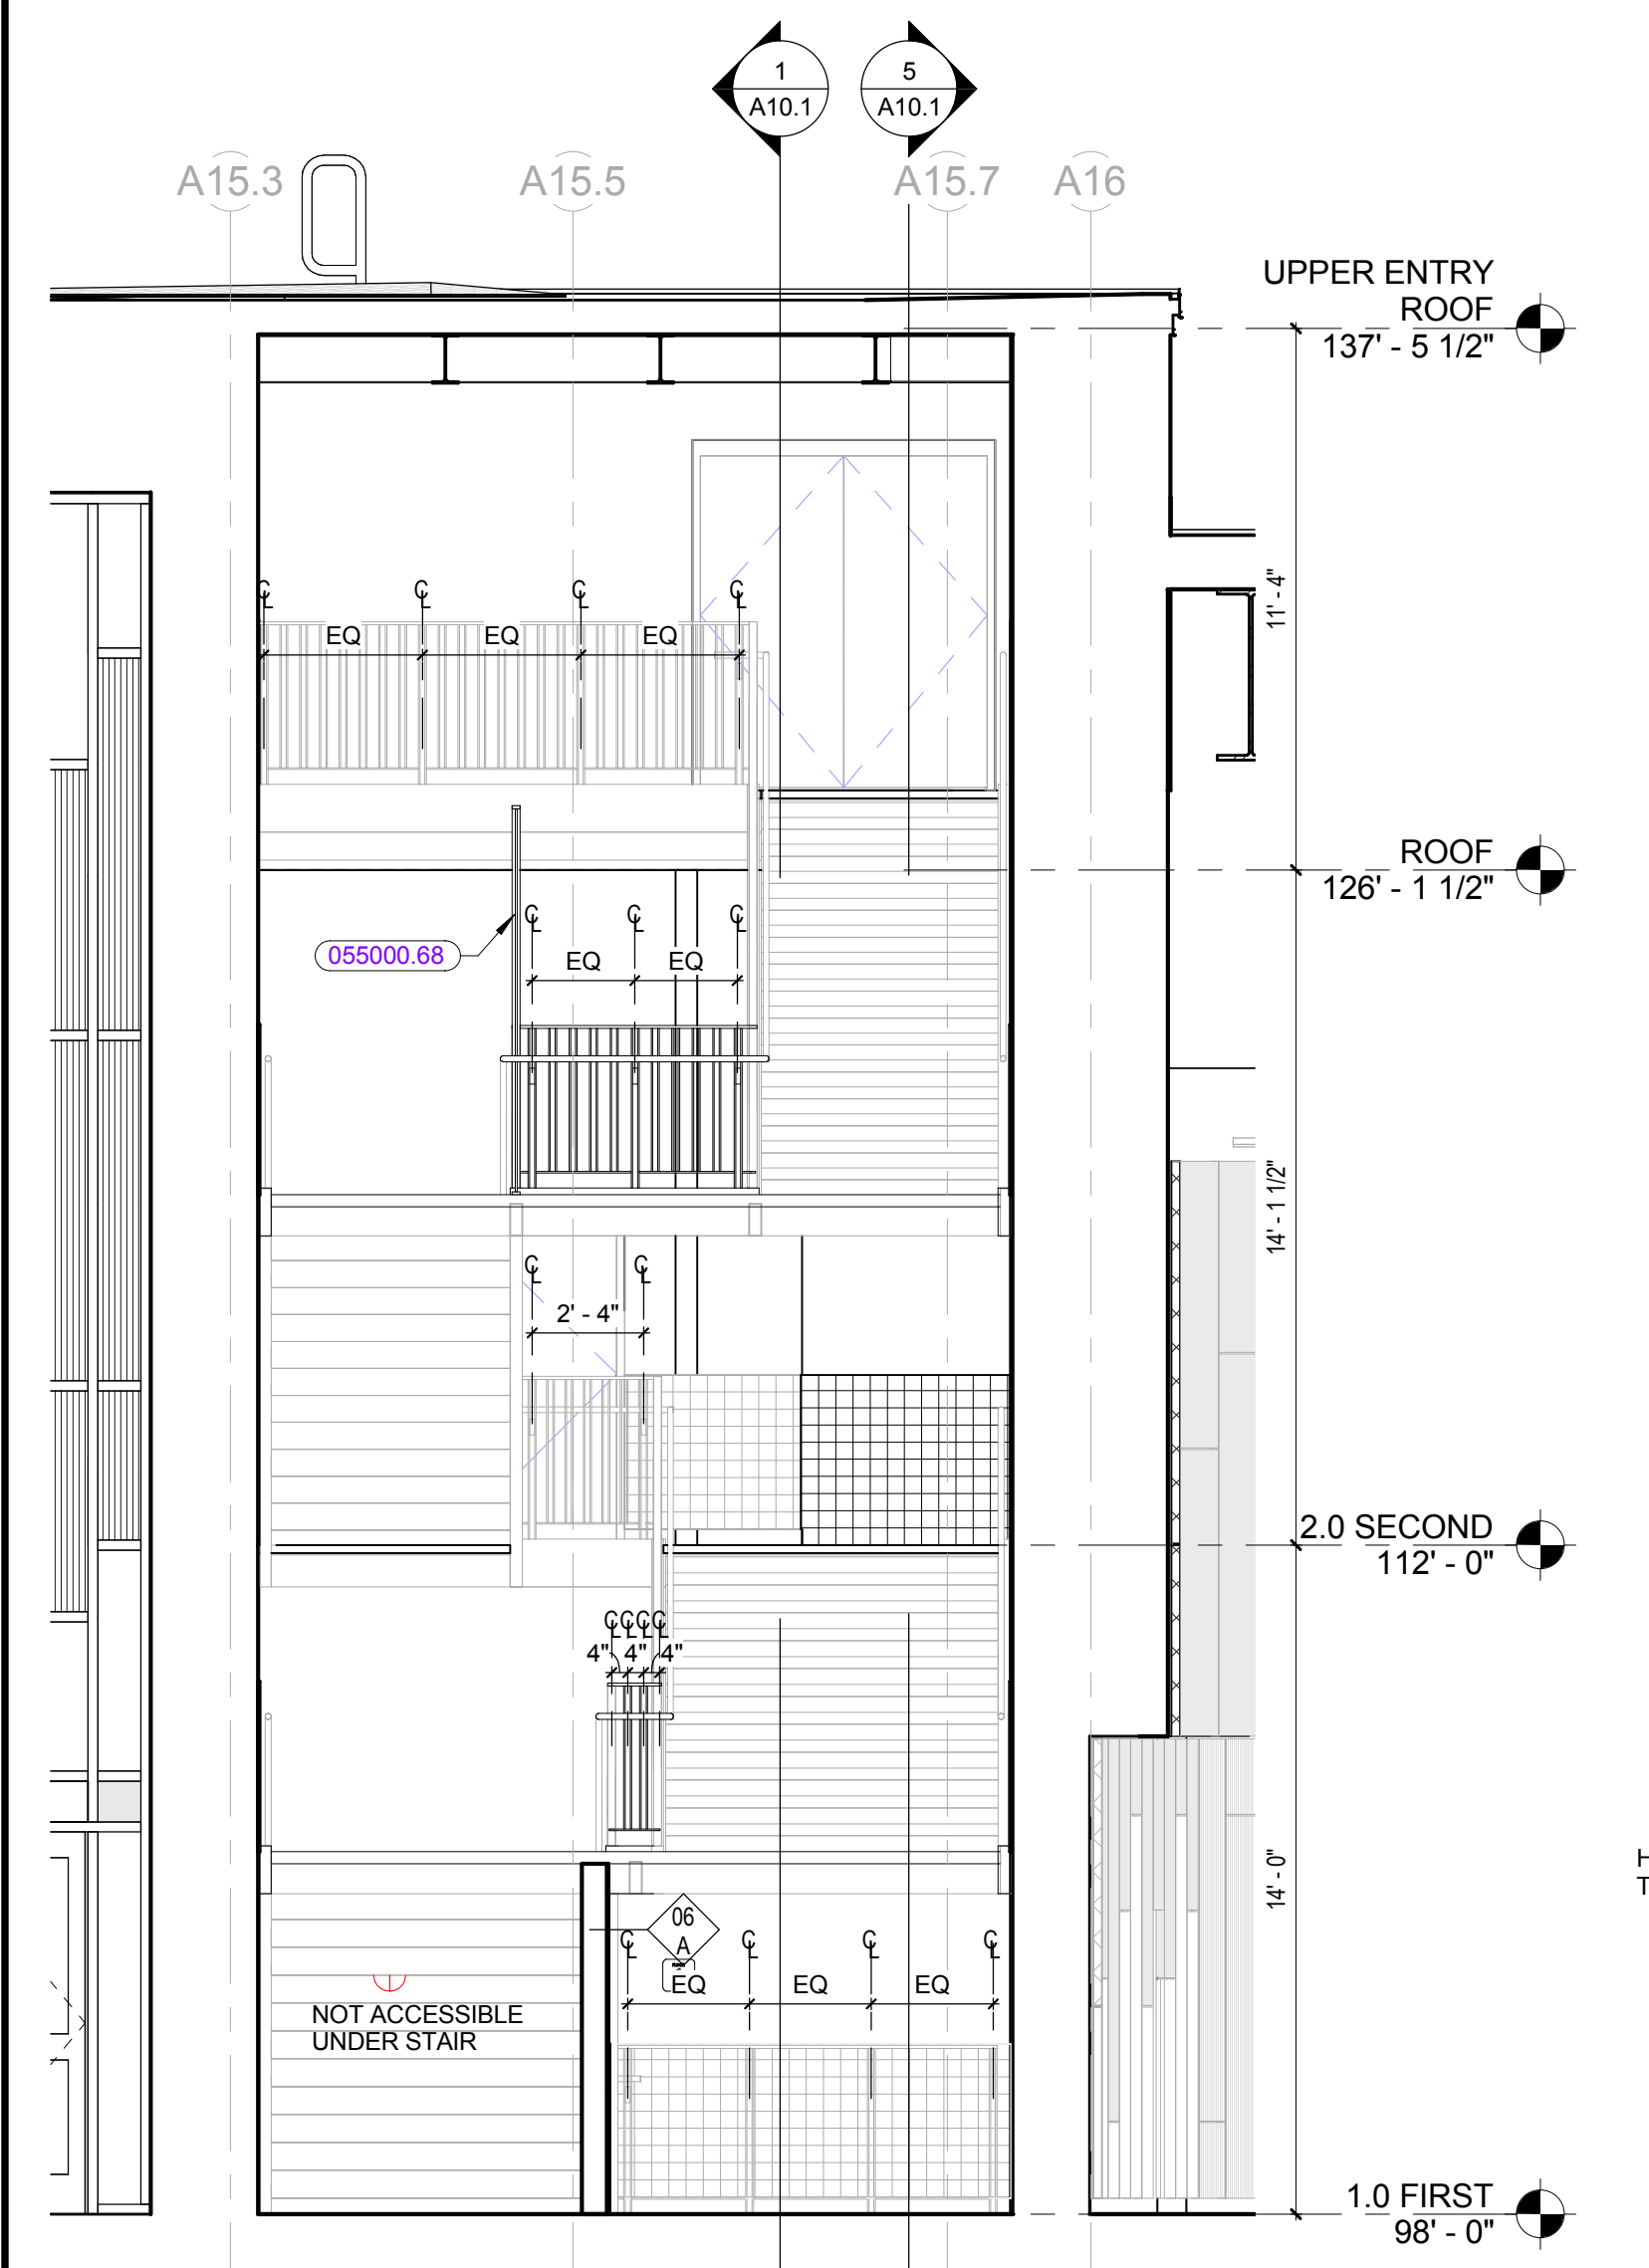 1
A10.1
5
A10.1
A15.3
A15.5
A15.7
A16
UPPER ENTRY
ROOF
137' - 5 1/2"
11' - 4"
EQ
EQ
EQ
ROOF
126' - 1 1/2"
055000.68
EQ
EQ
14' - 1 1/2"
2' - 4"
2.0 SECOND
112' - 0"
4"
4"
4"
14' - 0"
06
A
EQ
EQ
EQ
NOT ACCESSIBLE
UNDER STAIR
1.0 FIRST
98' - 0"